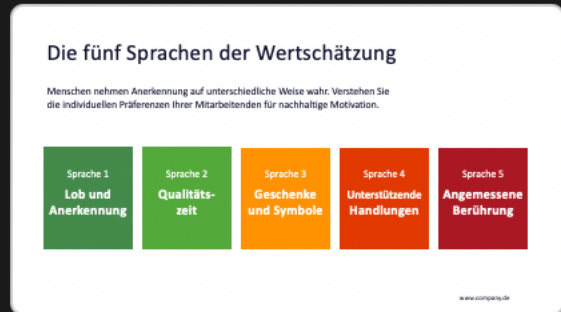 Die fünf Sprachen der Wertschätzung
Menschen nehmen Anerkennung auf unterschiedliche Weise wahr. Verstehen Sie
die individuellen Präferenzen Ihrer Mitarbeitenden für nachhaltige Motivation.
Sprache 1
Lob und
Anerkennung
Sprache 2
Qualitäts-
zeit
Sprache 3
Geschenke
und Symbole
Sprache 4
Unterstützende
Handlungen
Sprache 5
Angemessene
Berührung
www.company.de